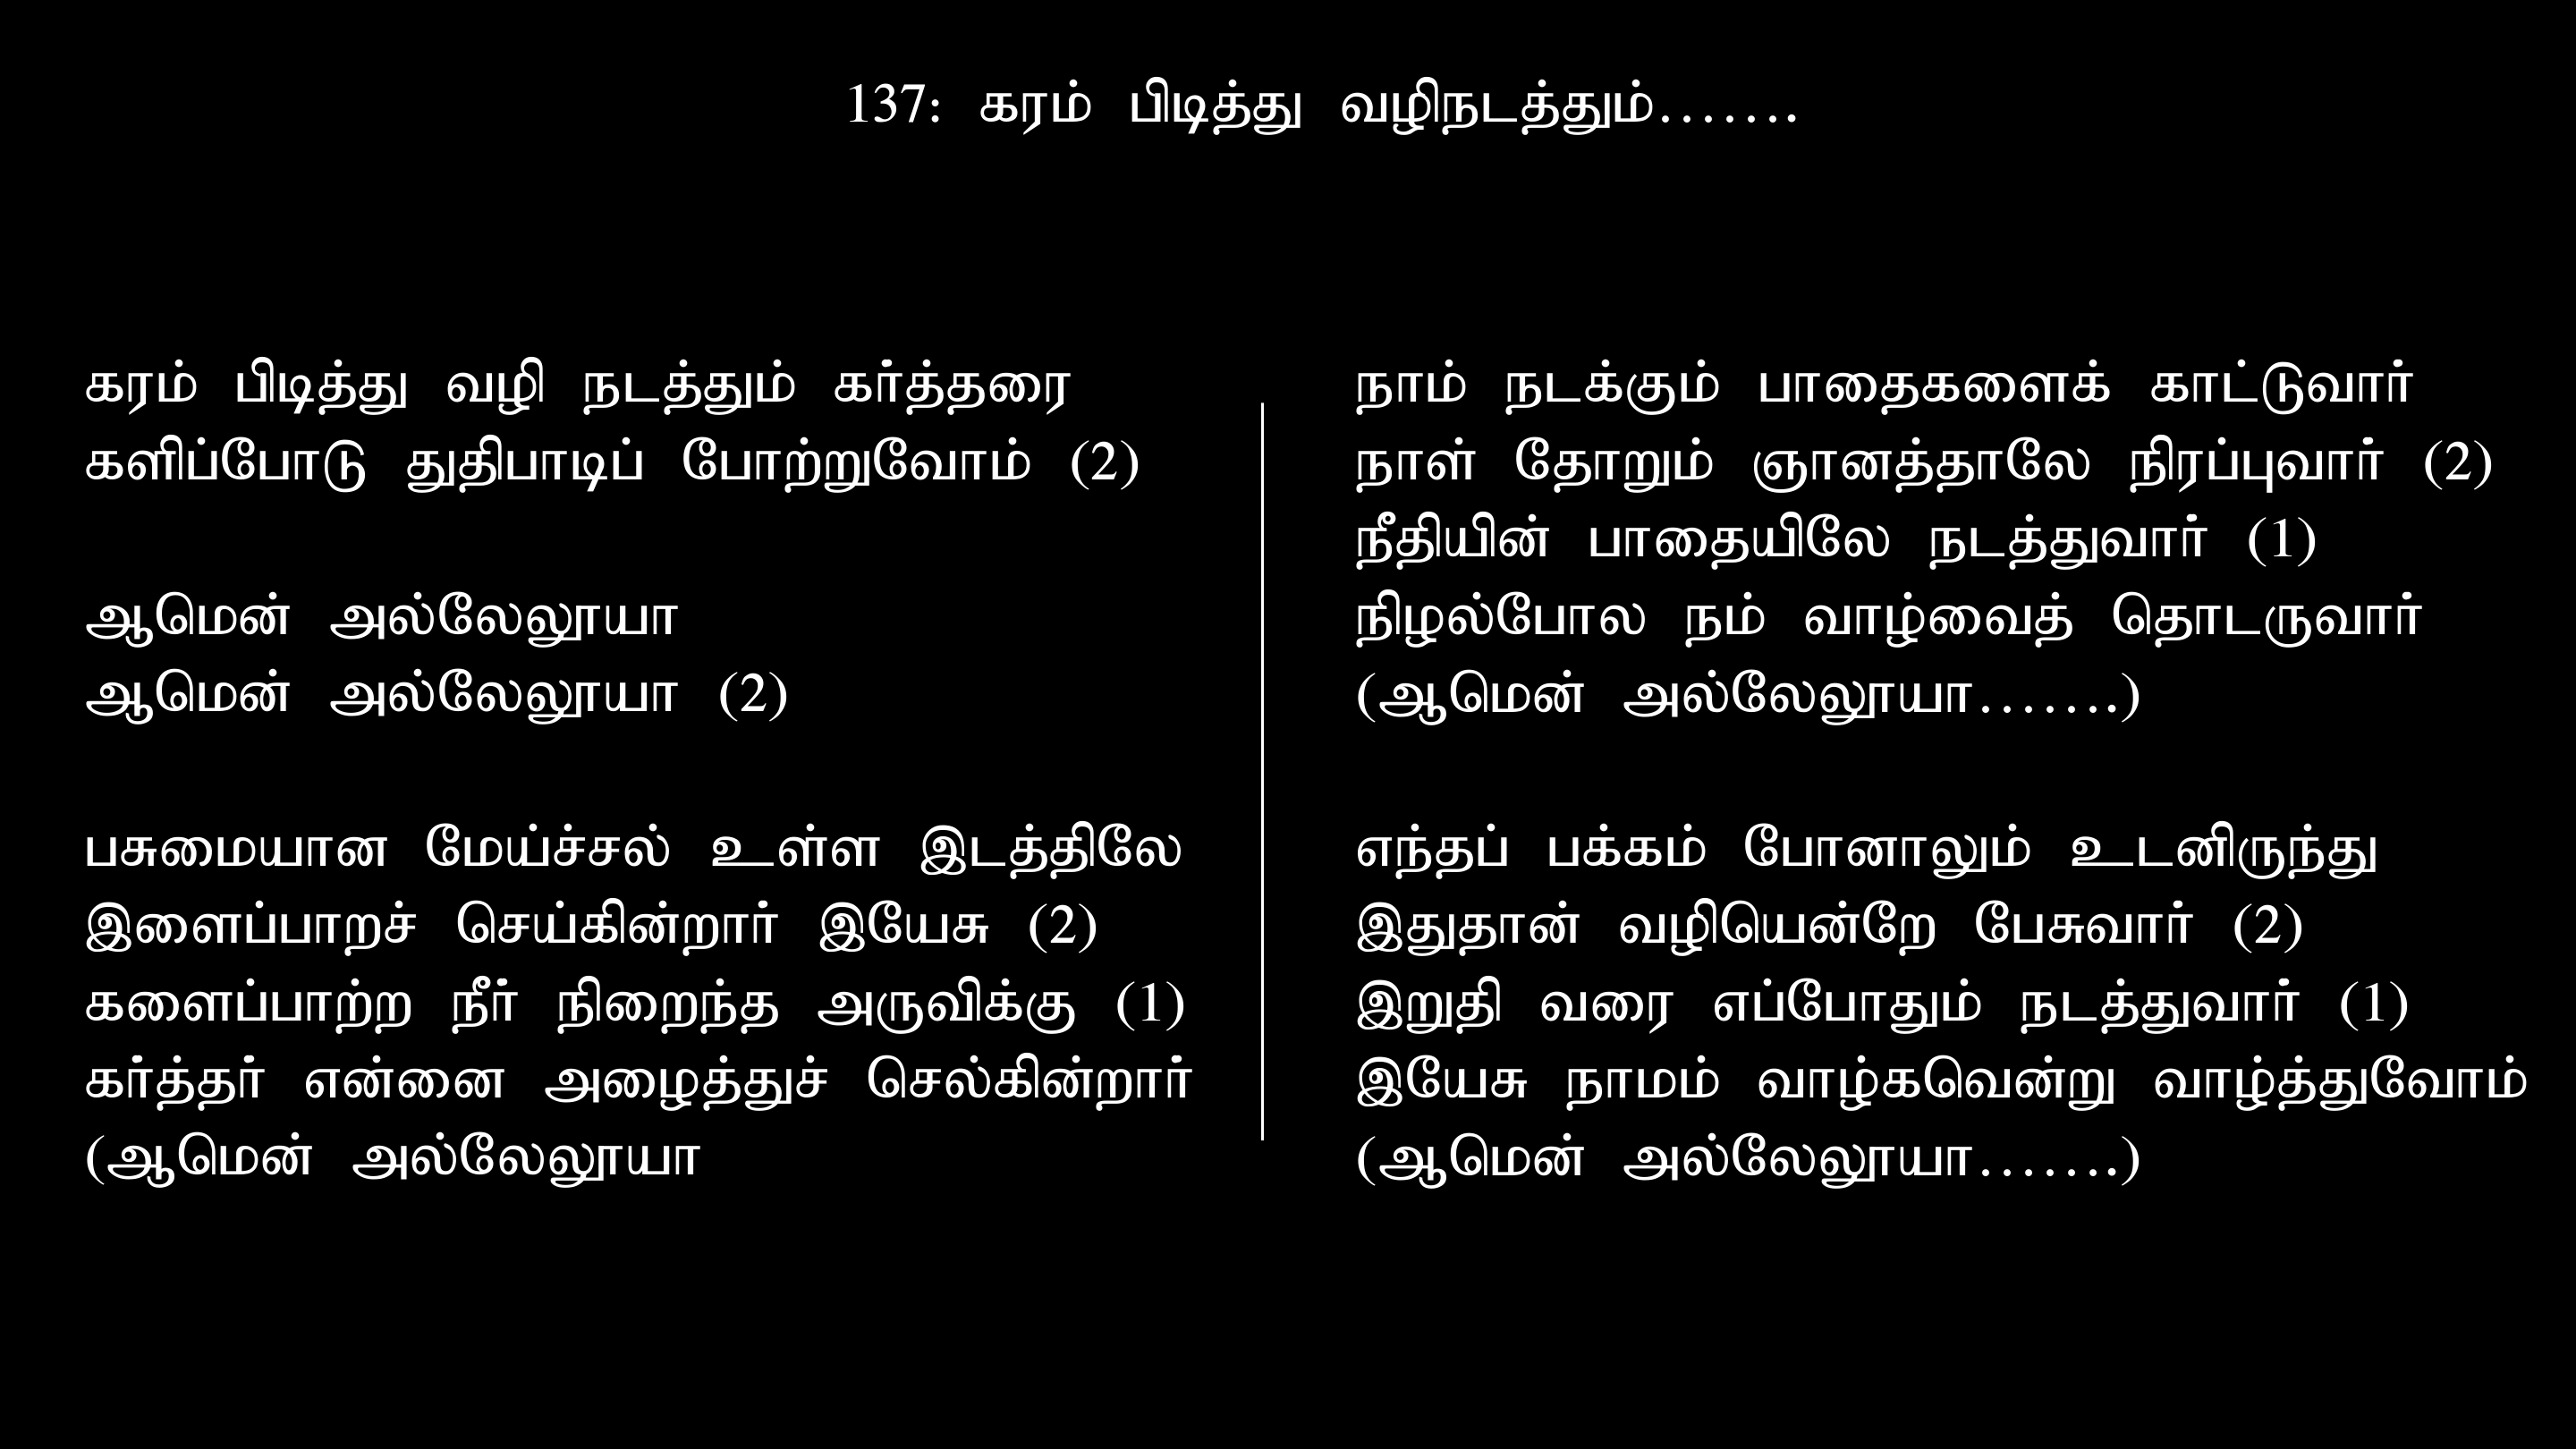 137: கரம் பிடித்து வழிநடத்தும்.......
கரம் பிடித்து வழி நடத்தும் கர்த்தரை
களிப்போடு துதிபாடிப் போற்றுவோம் (2)
ஆமென் அல்லேலூயா
ஆமென் அல்லேலூயா (2)
பசுமையான மேய்ச்சல் உள்ள இடத்திலே
இளைப்பாறச் செய்கின்றார் இயேசு (2)
களைப்பாற்ற நீர் நிறைந்த அருவிக்கு (1)
கர்த்தர் என்னை அழைத்துச் செல்கின்றார்
(ஆமென் அல்லேலூயா
நாம் நடக்கும் பாதைகளைக் காட்டுவார்
நாள் தோறும் ஞானத்தாலே நிரப்புவார் (2)
நீதியின் பாதையிலே நடத்துவார் (1)
நிழல்போல நம் வாழ்வைத் தொடருவார்
(ஆமென் அல்லேலூயா.......)
எந்தப் பக்கம் போனாலும் உடனிருந்து
இதுதான் வழியென்றே பேசுவார் (2)
இறுதி வரை எப்போதும் நடத்துவார் (1)
இயேசு நாமம் வாழ்கவென்று வாழ்த்துவோம்
(ஆமென் அல்லேலூயா.......)